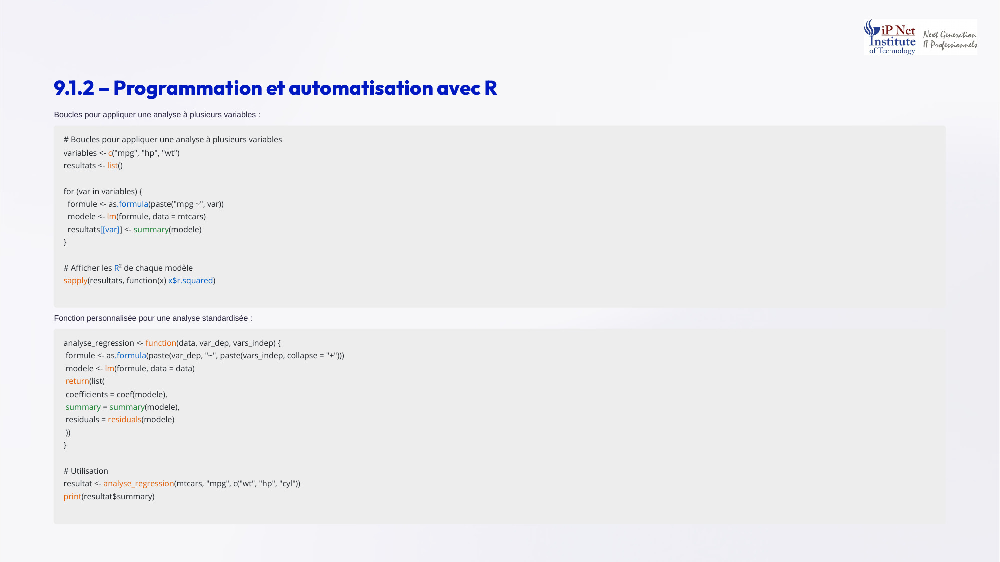 iP Net
Institute
of Technology
Next Generation
IT Professionnels
9.1.2 – Programmation et automatisation avec R
Boucles pour appliquer une analyse à plusieurs variables :
# Boucles pour appliquer une analyse à plusieurs variables
variables <- c("mpg", "hp", "wt")
resultats <- list()
for (var in variables) {
  formule <- as.formula(paste("mpg ~", var))
  modele <- lm(formule, data = mtcars)
  resultats[[var]] <- summary(modele)
}
# Afficher les R² de chaque modèle
sapply(resultats, function(x) x$r.squared)
Fonction personnalisée pour une analyse standardisée :
analyse_regression <- function(data, var_dep, vars_indep) {
 formule <- as.formula(paste(var_dep, "~", paste(vars_indep, collapse = "+")))
 modele <- lm(formule, data = data)
 return(list(
 coefficients = coef(modele),
 summary = summary(modele),
 residuals = residuals(modele)
 ))
}
# Utilisation
resultat <- analyse_regression(mtcars, "mpg", c("wt", "hp", "cyl"))
print(resultat$summary)